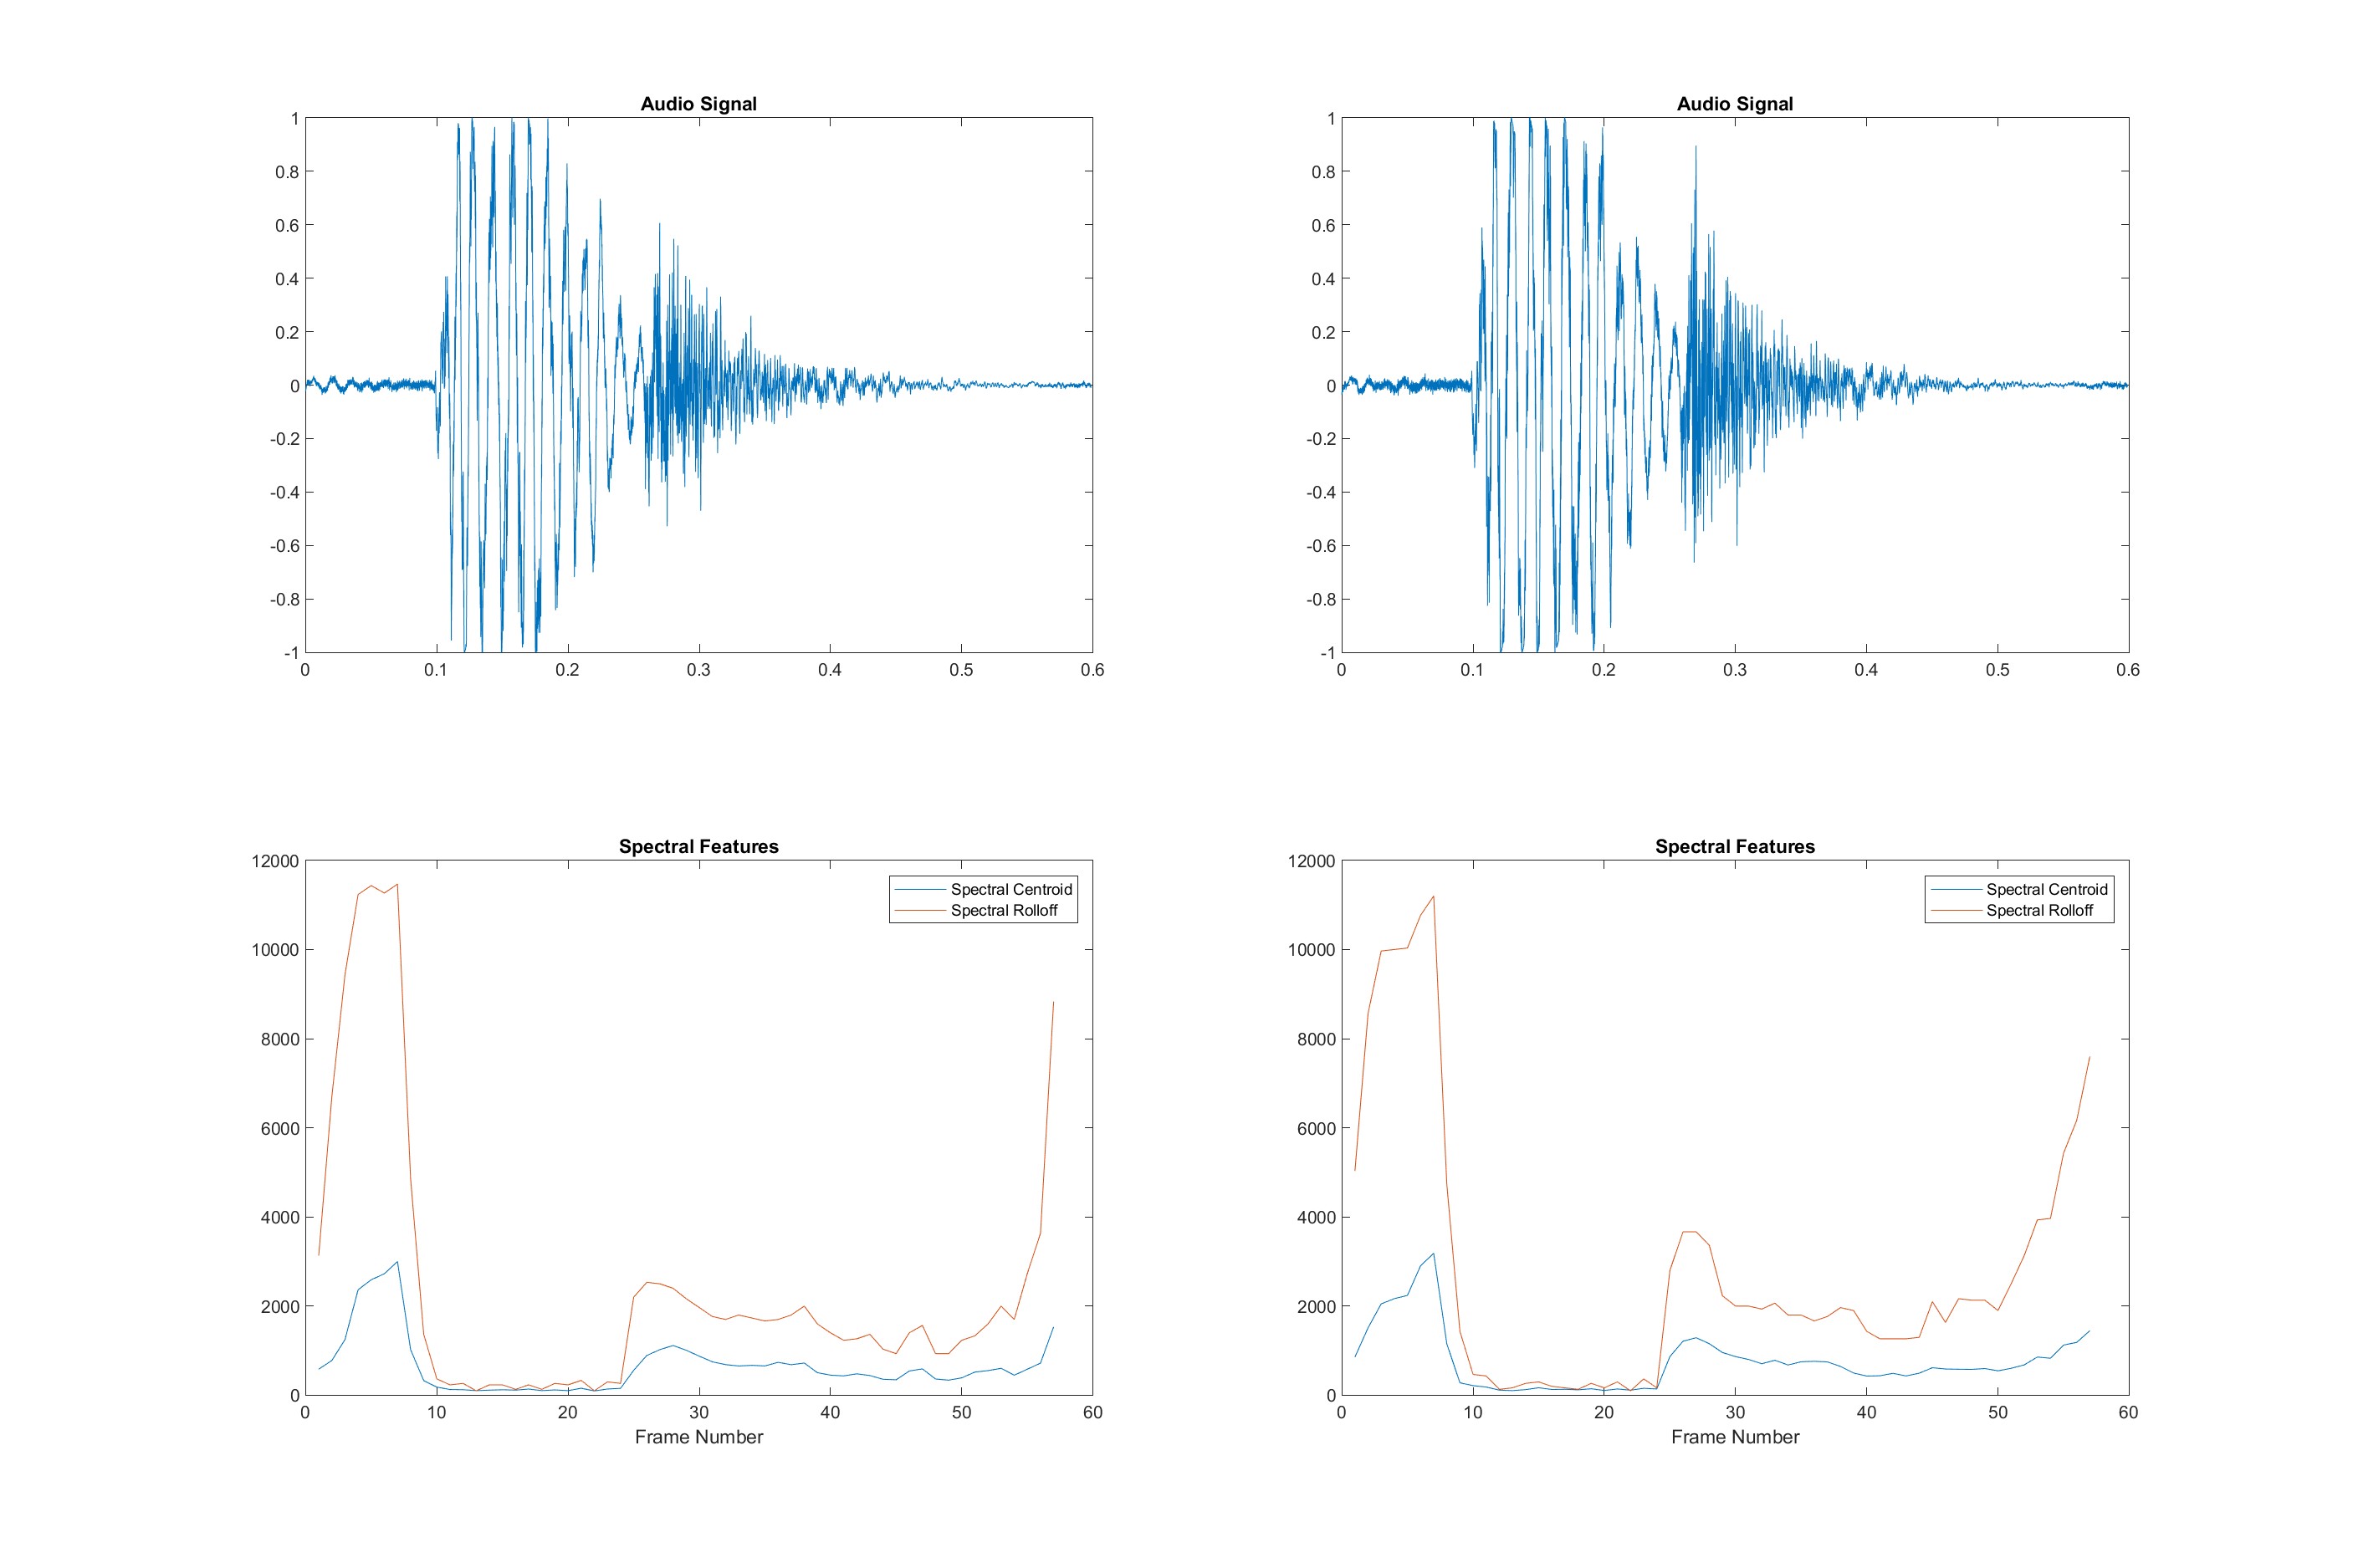 Audio Signal
1
0.8
0.6
0.4
0.2
0
-0.2
-0.4
-0.6
-0.8
-1
0 0.1 0.2 0.3 0.4 0.5 0.6
Audio Signal
1
0.8
0.6
0.4
0.2
0
-0.2
-0.4
-0.6
-0.8
-1
0 0.1 0.2 0.3 0.4 0.5 0.6
Spectral Features
12000
10000
8000
6000
4000
2000
0
Spectral Centroid
Spectral Rolloff
0 10 20 30 40 50 60
Frame Number
Spectral Features
12000
10000
8000
6000
4000
2000
0
Spectral Centroid
Spectral Rolloff
0 10 20 30 40 50 60
Frame Number